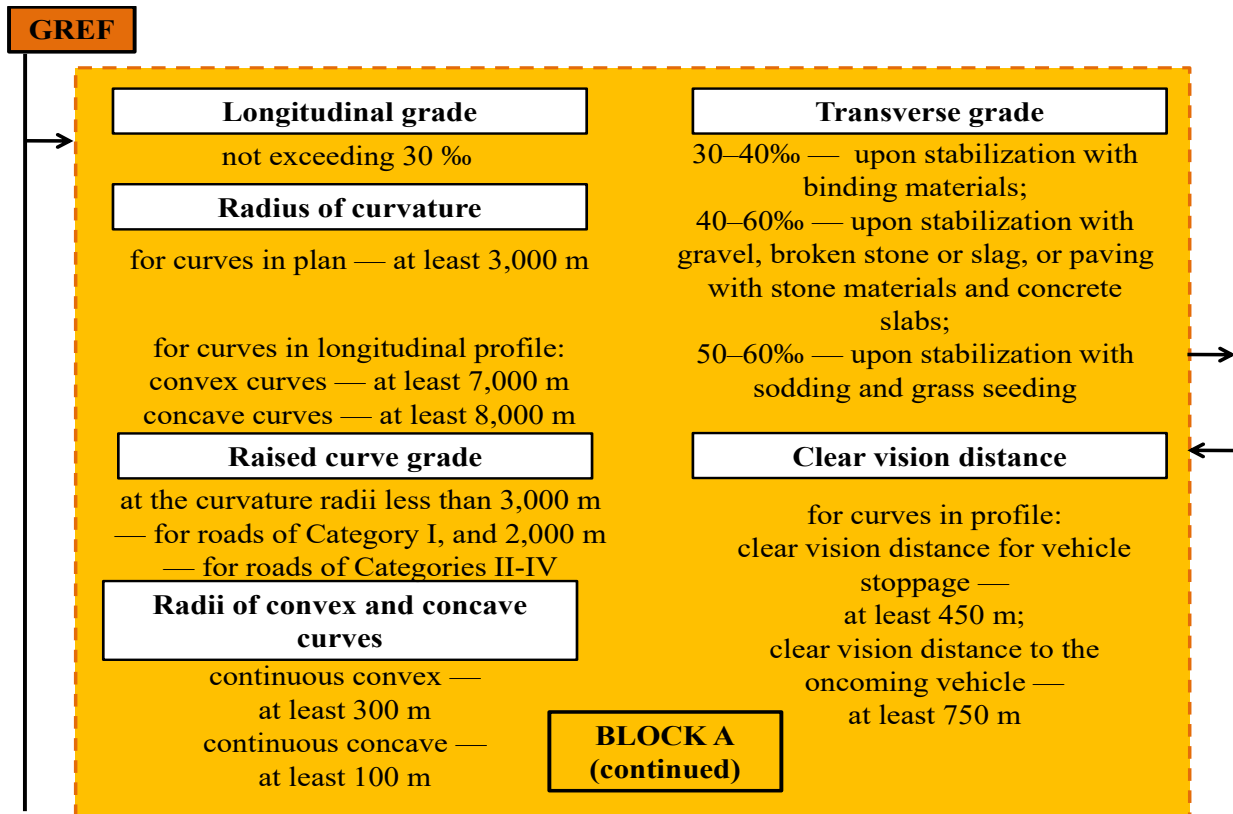 GREF
Longitudinal grade
not exceeding 30 ‰
Radius of curvature
for curves in plan — at least 3,000 m
for curves in longitudinal profile:
convex curves — at least 7,000 m
concave curves — at least 8,000 m
Raised curve grade
at the curvature radii less than 3,000 m
— for roads of Category I, and 2,000 m
— for roads of Categories II-IV
Radii of convex and concave
curves
continuous convex —
at least 300 m
continuous concave —
at least 100 m
Transverse grade
30–40‰ — upon stabilization with
binding materials;
40–60‰ — upon stabilization with
gravel, broken stone or slag, or paving
with stone materials and concrete
slabs;
50–60‰ — upon stabilization with
sodding and grass seeding
Clear vision distance
for curves in profile:
clear vision distance for vehicle
stoppage —
at least 450 m;
clear vision distance to the
oncoming vehicle —
at least 750 m
BLOCK A
(continued)